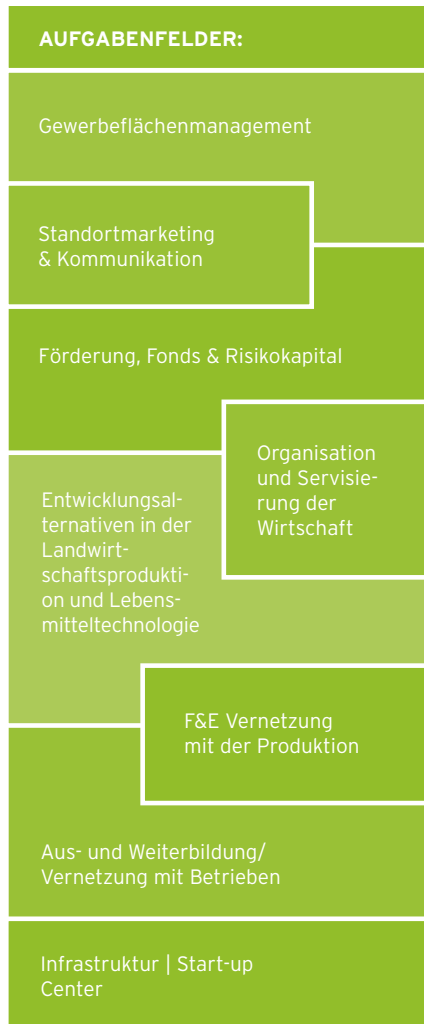 AUFGABENFELDER:
Gewerbeflächenmanagement
Standortmarketing
& Kommunikation
Förderung, Fonds & Risikokapital
Organisation
und Servisie-
rung der
Wirtschaft
Entwicklungsal-
ternativen in der
Landwirt-
schaftsprodukti-
on und Lebens-
mitteltechnologie
F&E Vernetzung
mit der Produktion
Aus- und Weiterbildung/
Vernetzung mit Betrieben
Infrastruktur | Start-up
Center